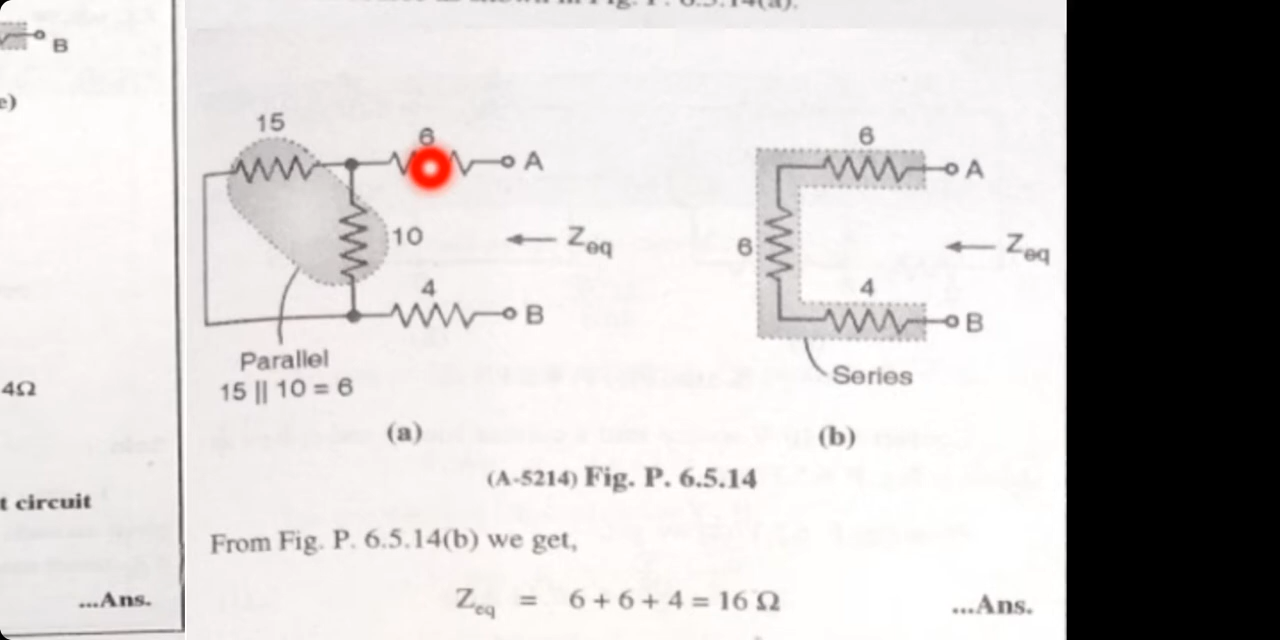 B
e)
4Ω
t circuit
...Ans.
15
6
A
10
Zeq
4
B
Parallel
15 || 10 = 6
(a)
6
A
6
Zeq
4
B
Series
(b)
(A-5214) Fig. P. 6.5.14
From Fig. P. 6.5.14(b) we get,
Zeq = 6 + 6 + 4 = 16 Ω ...Ans.